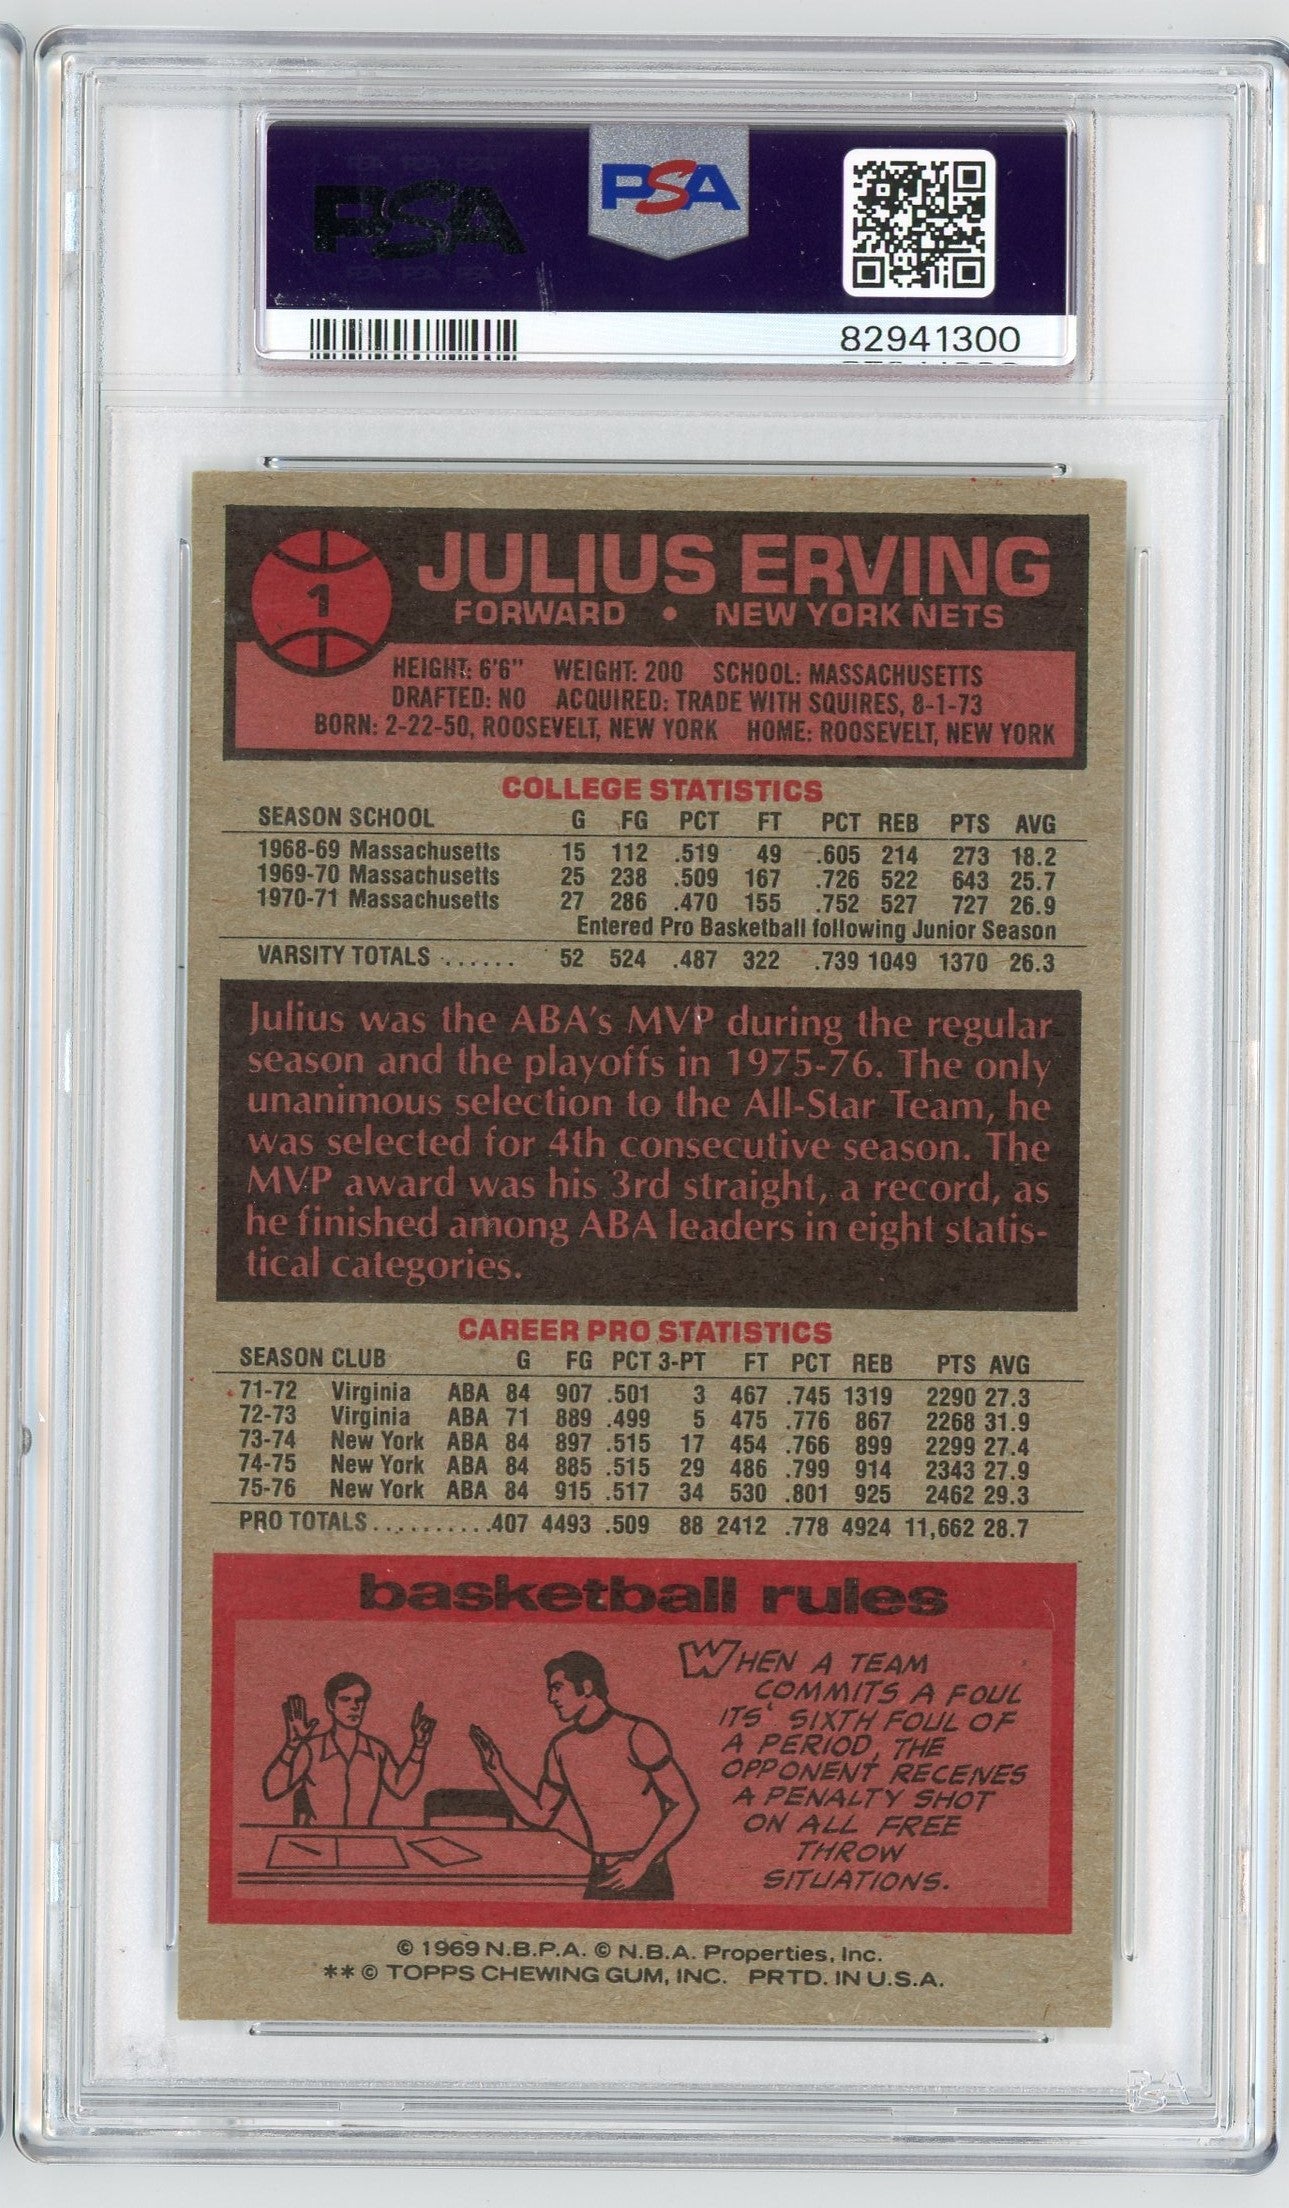 PSA
PSA
82941300
1
JULIUS ERVING
FORWARD • NEW YORK NETS
HEIGHT: 6'6" WEIGHT: 200 SCHOOL: MASSACHUSETTS
DRAFTED: NO ACQUIRED: TRADE WITH SQUIRES, 8-1-73
BORN: 2-22-50, ROOSEVELT, NEW YORK HOME: ROOSEVELT, NEW YORK
COLLEGE STATISTICS
SEASON SCHOOL G FG PCT FT PCT REB PTS AVG
1968-69 Massachusetts 15 112 .519 49 .605 214 273 18.2
1969-70 Massachusetts 25 238 .509 167 .726 522 643 25.7
1970-71 Massachusetts 27 286 .470 155 .752 527 727 26.9
Entered Pro Basketball following Junior Season
VARSITY TOTALS ...... 52 524 .487 322 .739 1049 1370 26.3
Julius was the ABA's MVP during the regular
season and the playoffs in 1975-76. The only
unanimous selection to the All-Star Team, he
was selected for 4th consecutive season. The
MVP award was his 3rd straight, a record, as
he finished among ABA leaders in eight statis-
tical categories.
CAREER PRO STATISTICS
SEASON CLUB G FG PCT 3-PT FT PCT REB PTS AVG
71-72 Virginia ABA 84 907 .501 3 467 .745 1319 2290 27.3
72-73 Virginia ABA 71 889 .499 5 475 .776 867 2268 31.9
73-74 New York ABA 84 897 .515 17 454 .766 899 2299 27.4
74-75 New York ABA 84 885 .515 29 486 .799 914 2343 27.9
75-76 New York ABA 84 915 .517 34 530 .801 925 2462 29.3
PRO TOTALS..........407 4493 .509 88 2412 .778 4924 11,662 28.7
basketball rules
WHEN A TEAM
COMMITS A FOUL
ITS' SIXTH FOUL OF
A PERIOD, THE
OPPONENT RECEIVES
A PENALTY SHOT
ON ALL FREE
THROW
SITUATIONS.
© 1969 N.B.P.A. © N.B.A. Properties, Inc.
** © TOPPS CHEWING GUM, INC. PRTD. IN U.S.A.
PSA